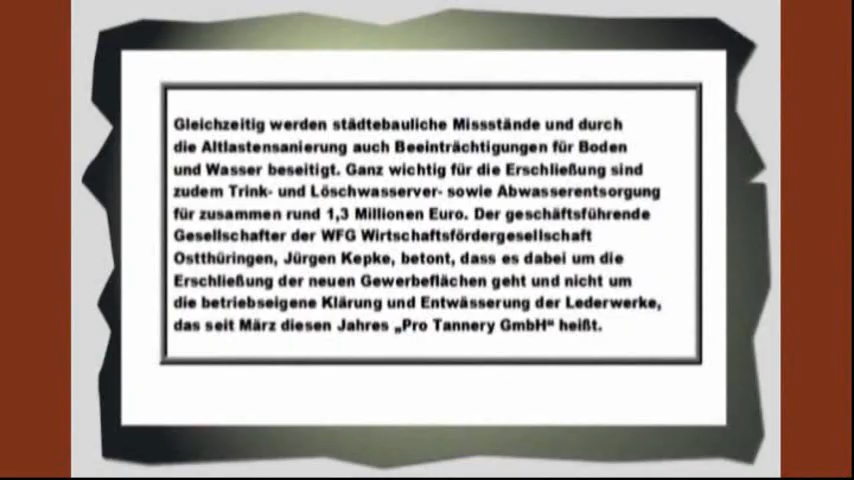 Gleichzeitig werden städtebauliche Missstände und durch
die Altlastensanierung auch Beeinträchtigungen für Boden
und Wasser beseitigt. Ganz wichtig für die Erschließung sind
zudem Trink- und Löschwasserver- sowie Abwasserentsorgung
für zusammen rund 1,3 Millionen Euro. Der geschäftsführende
Gesellschafter der WFG Wirtschaftsfördergesellschaft
Ostthüringen, Jürgen Kepke, betont, dass es dabei um die
Erschließung der neuen Gewerbeflächen geht und nicht um
die betriebseigene Klärung und Entwässerung der Lederwerke,
das seit März diesen Jahres „Pro Tannery GmbH“ heißt.